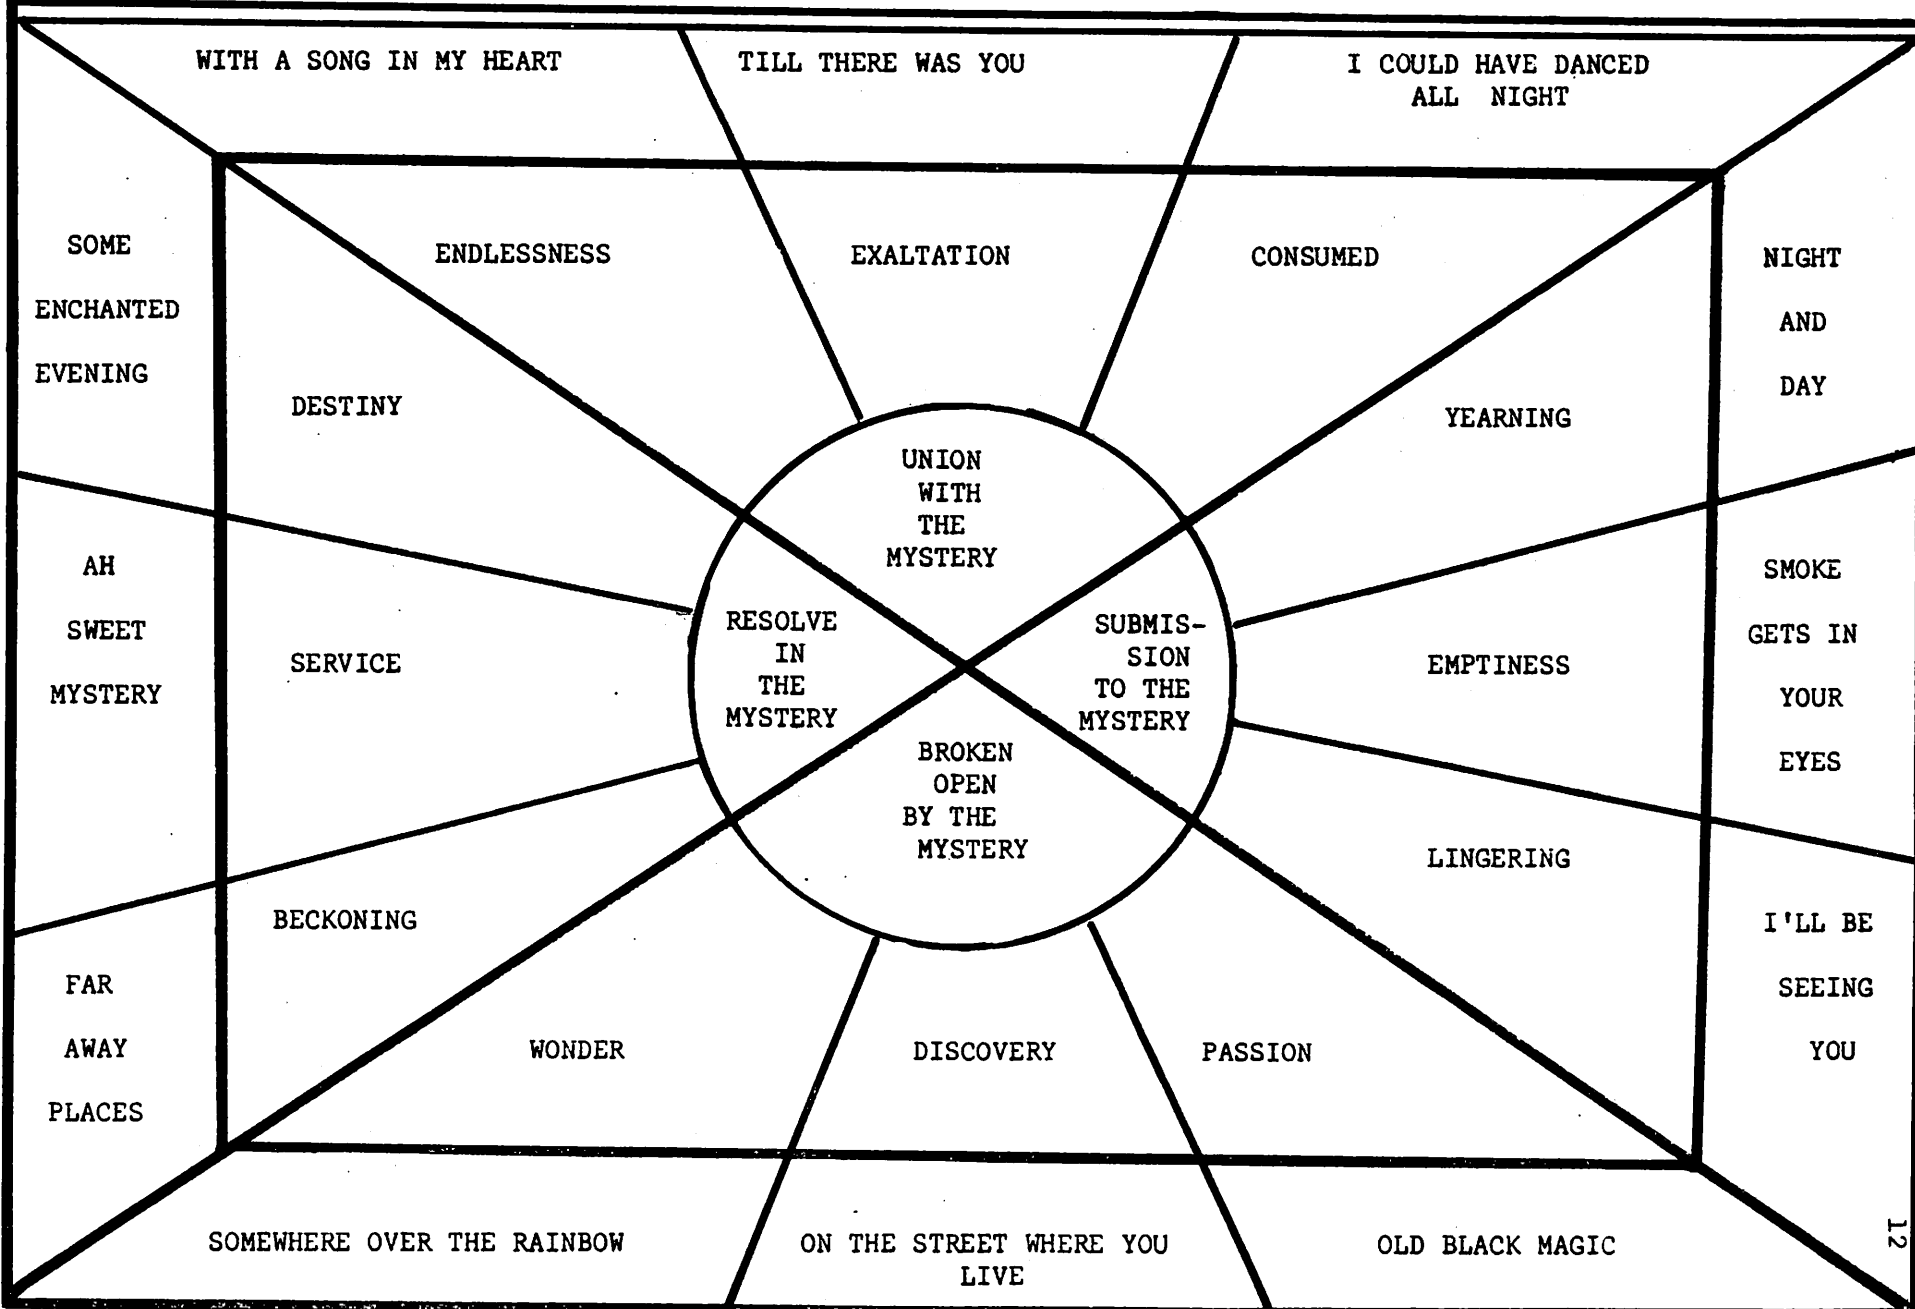 WITH A SONG IN MY HEART
TILL THERE WAS YOU
I COULD HAVE DANCED
ALL NIGHT
SOME
ENCHANTED
EVENING
ENDLESSNESS
EXALTATION
CONSUMED
NIGHT
AND
DAY
DESTINY
YEARNING
UNION
WITH
THE
MYSTERY
AH
SWEET
MYSTERY
SERVICE
RESOLVE
IN
THE
MYSTERY
SUBMIS-
SION
TO THE
MYSTERY
EMPTINESS
SMOKE
GETS IN
YOUR
EYES
BROKEN
OPEN
BY THE
MYSTERY
LINGERING
BECKONING
I'LL BE
SEEING
YOU
FAR
AWAY
PLACES
WONDER
DISCOVERY
PASSION
SOMEWHERE OVER THE RAINBOW
ON THE STREET WHERE YOU
LIVE
OLD BLACK MAGIC
12